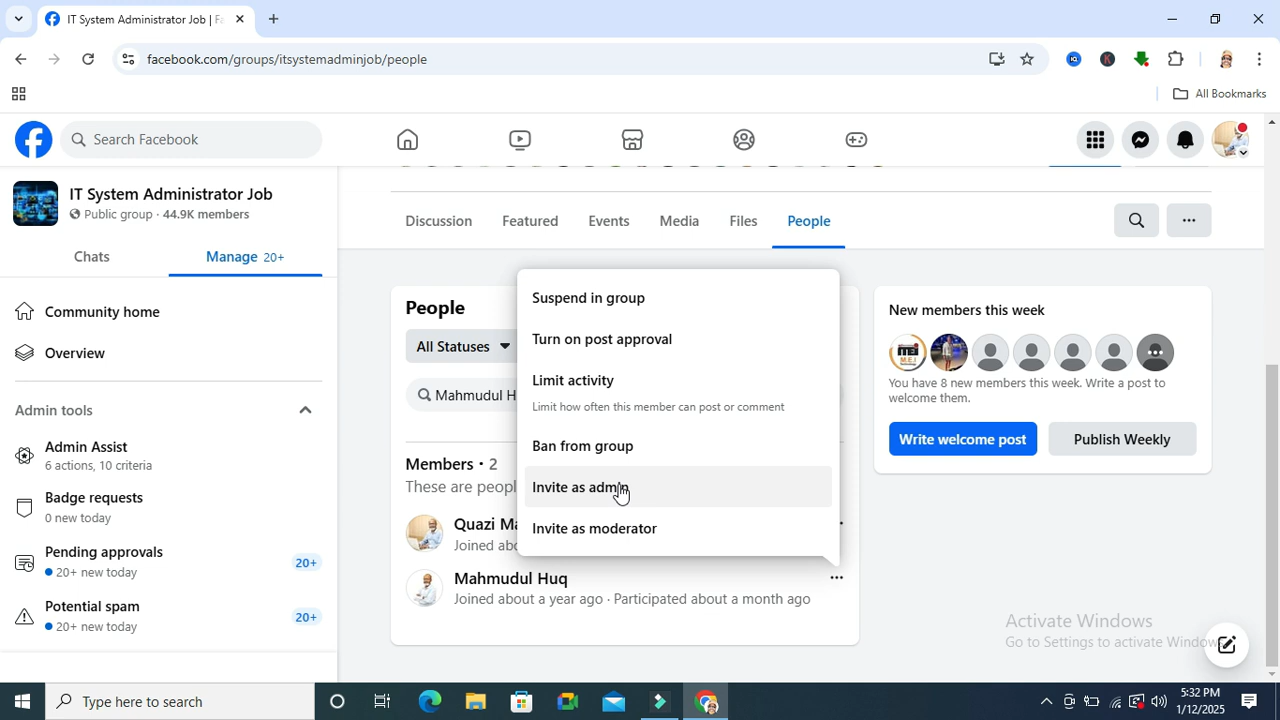 IT System Administrator Job | Fa
facebook.com/groups/itsystemadminjob/people
All Bookmarks
Search Facebook
IT System Administrator Job
Public group · 44.9K members
Chats
Manage 20+
Community home
Overview
Admin tools
Admin Assist
6 actions, 10 criteria
Badge requests
0 new today
Pending approvals
20+ new today
20+
Potential spam
20+ new today
20+
Discussion
Featured
Events
Media
Files
People
People
All Statuses
Mahmudul H
Members · 2
These are peopl
Quazi Ma
Joined abo
Mahmudul Huq
Joined about a year ago · Participated about a month ago
Suspend in group
Turn on post approval
Limit activity
Limit how often this member can post or comment
Ban from group
Invite as admin
Invite as moderator
New members this week
You have 8 new members this week. Write a post to
welcome them.
Write welcome post
Publish Weekly
Activate Windows
Go to Settings to activate Windows
Type here to search
5:32 PM
1/12/2025